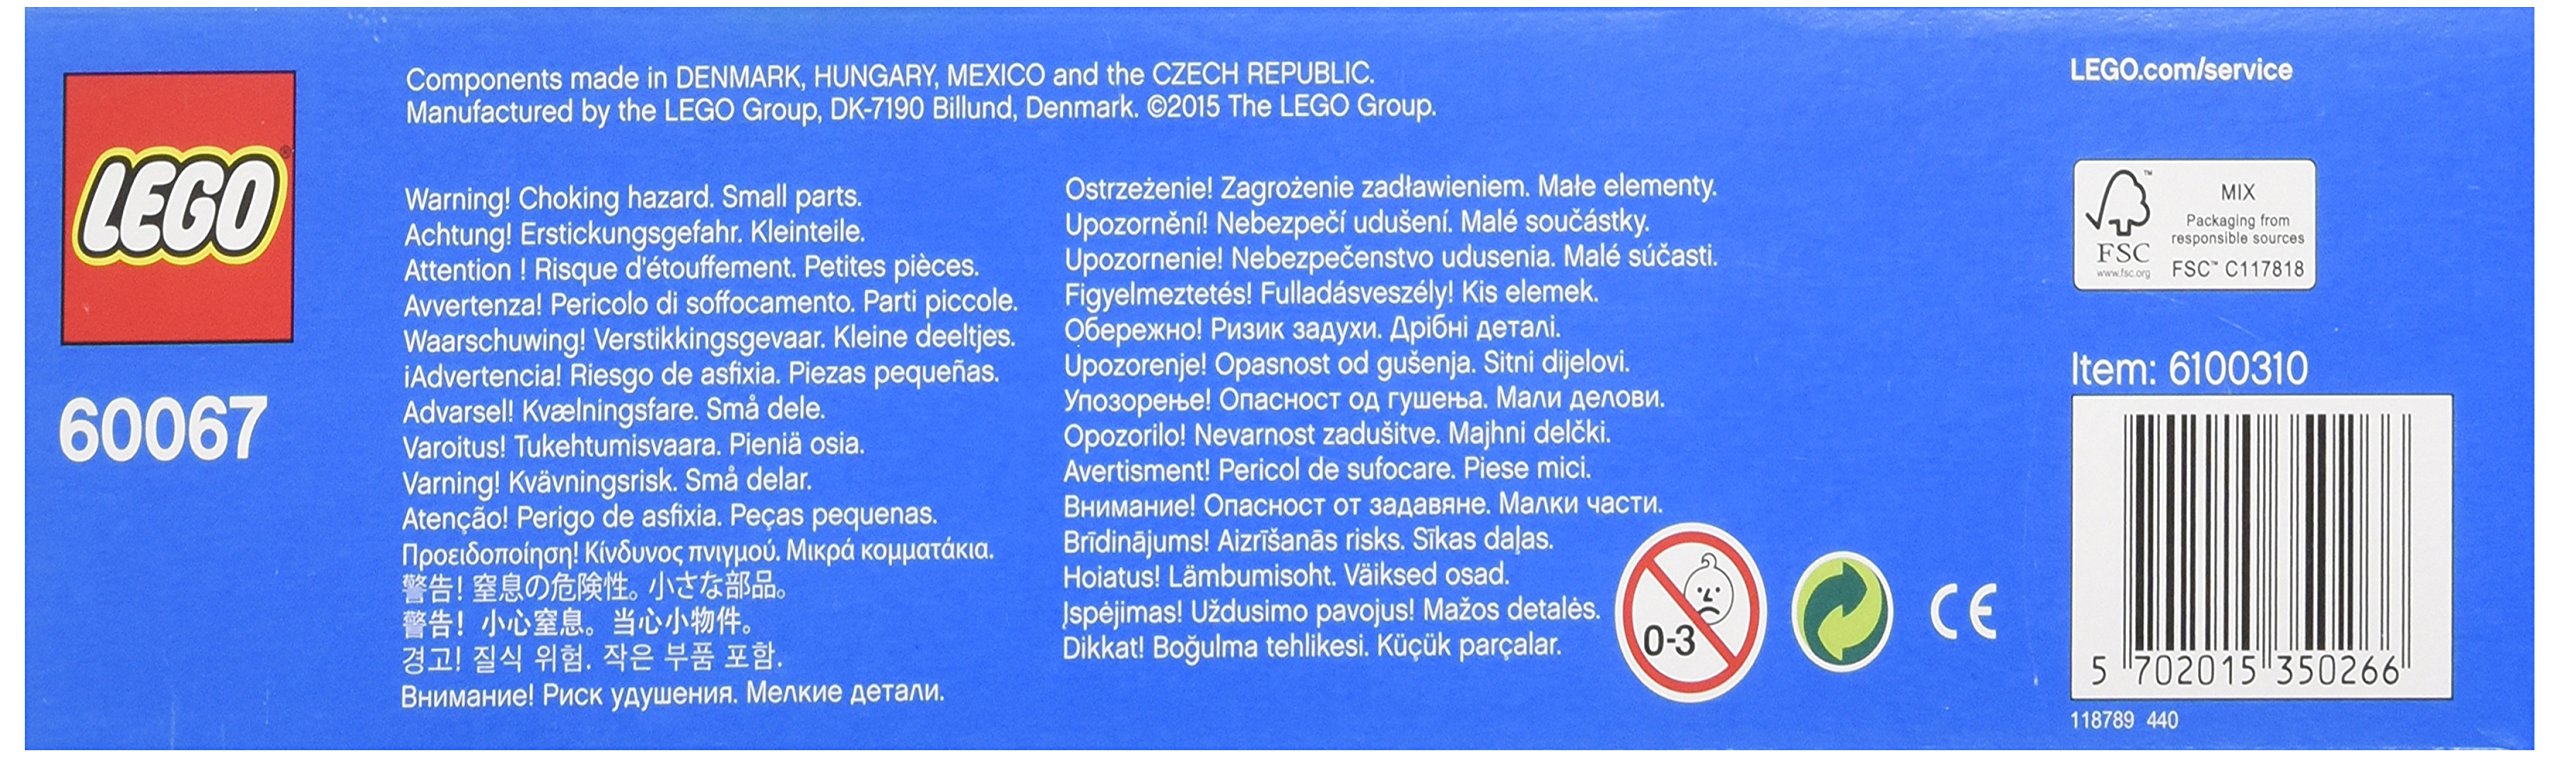 LEGO®
60067
Components made in DENMARK, HUNGARY, MEXICO and the CZECH REPUBLIC.
Manufactured by the LEGO Group, DK-7190 Billund, Denmark. ©2015 The LEGO Group.
Warning! Choking hazard. Small parts.
Achtung! Erstickungsgefahr. Kleinteile.
Attention ! Risque d'étouffement. Petites pièces.
Avvertenza! Pericolo di soffocamento. Parti piccole.
Waarschuwing! Verstikkingsgevaar. Kleine deeltjes.
¡Advertencia! Riesgo de asfixia. Piezas pequeñas.
Advarsel! Kvælningsfare. Små dele.
Varoitus! Tukehtumisvaara. Pieniä osia.
Varning! Kvävningsrisk. Små delar.
Atenção! Perigo de asfixia. Peças pequenas.
Προειδοποίηση! Κίνδυνος πνιγμού. Μικρά κομματάκια.
警告! 窒息の危険性。小さな部品。
警告! 小心窒息。当心小物件。
경고! 질식 위험. 작은 부품 포함.
Внимание! Риск удушения. Мелкие детали.
Ostrzeżenie! Zagrożenie zadławieniem. Małe elementy.
Upozornění! Nebezpečí udušení. Malé součástky.
Upozornenie! Nebezpečenstvo udusenia. Malé súčasti.
Figyelmeztetés! Fulladásveszély! Kis elemek.
Обережно! Ризик задухи. Дрібні деталі.
Upozorenje! Opasnost od gušenja. Sitni dijelovi.
Упозорење! Опасност од гушења. Мали делови.
Opozorilo! Nevarnost zadušitve. Majhni delčki.
Avertisment! Pericol de sufocare. Piese mici.
Внимание! Опасност от задавяне. Малки части.
Brīdinājums! Aizrīšanās risks. Sīkas daļas.
Hoiatus! Lämbumisoht. Väiksed osad.
Įspėjimas! Uždusimo pavojus! Mažos detalės.
Dikkat! Boğulma tehlikesi. Küçük parçalar.
0-3
CE
LEGO.com/service
™
FSC
www.fsc.org
MIX
Packaging from
responsible sources
FSC™ C117818
Item: 6100310
5 702015 350266
118789 440